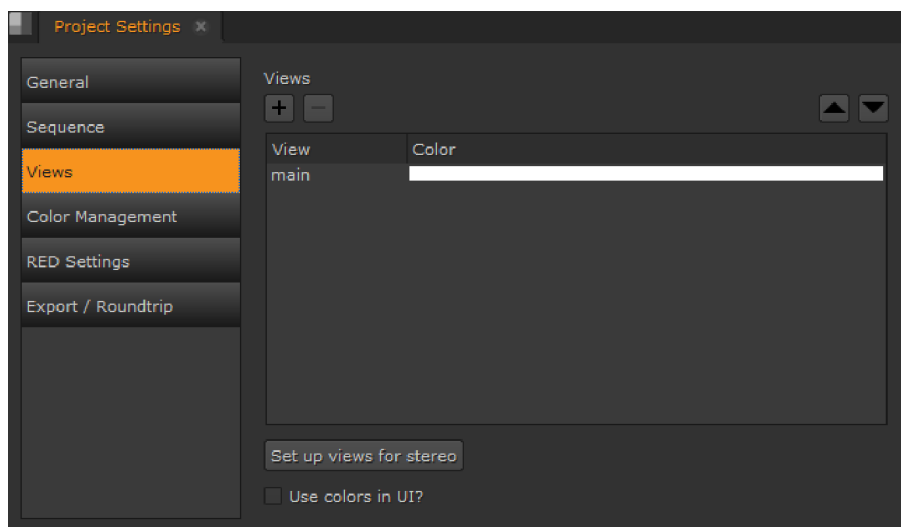 Project Settings
General
Sequence
Views
Color Management
RED Settings
Export / Roundtrip
Views
View Color
main
Set up views for stereo
Use colors in UI?